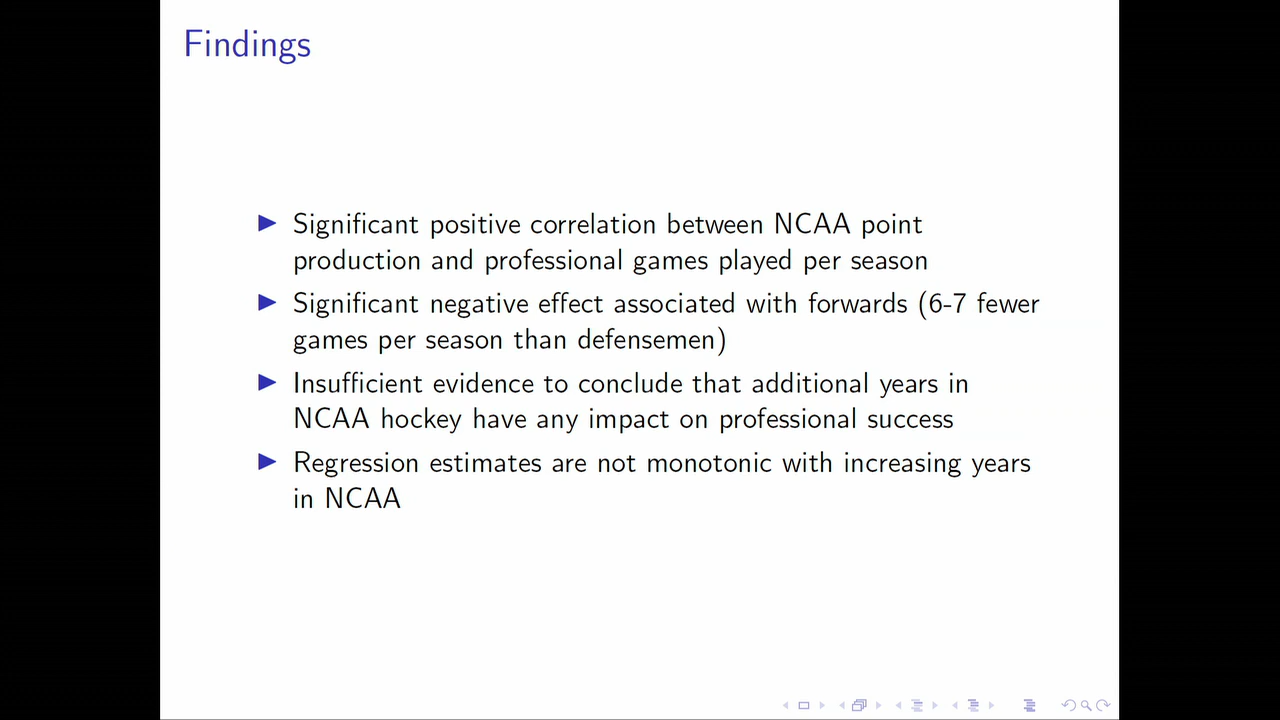 Findings
Significant positive correlation between NCAA point
production and professional games played per season
Significant negative effect associated with forwards (6-7 fewer
games per season than defensemen)
Insufficient evidence to conclude that additional years in
NCAA hockey have any impact on professional success
Regression estimates are not monotonic with increasing years
in NCAA